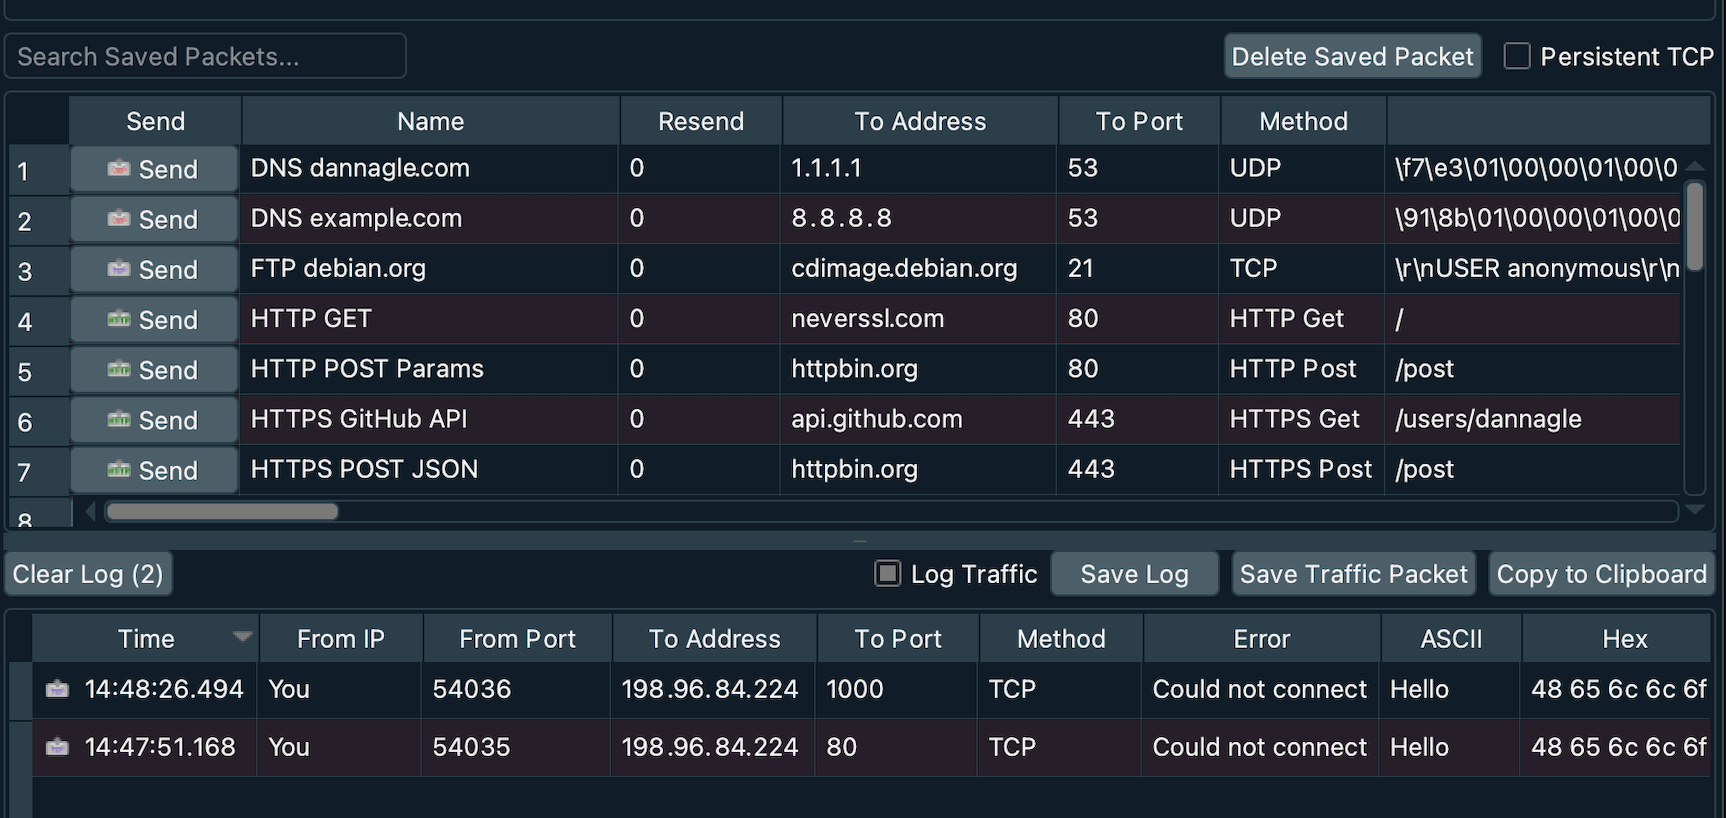 Search Saved Packets... Delete Saved Packet Persistent TCP
Send Name Resend To Address To Port Method
1 Send DNS dannagle.com 0 1.1.1.1 53 UDP \f7\e3\01\00\00\01\00\0
2 Send DNS example.com 0 8.8.8.8 53 UDP \91\8b\01\00\00\01\00\0
3 Send FTP debian.org 0 cdimage.debian.org 21 TCP \r\nUSER anonymous\r\n
4 Send HTTP GET 0 neverssl.com 80 HTTP Get /
5 Send HTTP POST Params 0 httpbin.org 80 HTTP Post /post
6 Send HTTPS GitHub API 0 api.github.com 443 HTTPS Get /users/dannagle
7 Send HTTPS POST JSON 0 httpbin.org 443 HTTPS Post /post
8
Clear Log (2) Log Traffic Save Log Save Traffic Packet Copy to Clipboard
Time From IP From Port To Address To Port Method Error ASCII Hex
14:48:26.494 You 54036 198.96.84.224 1000 TCP Could not connect Hello 48 65 6c 6c 6f
14:47:51.168 You 54035 198.96.84.224 80 TCP Could not connect Hello 48 65 6c 6c 6f